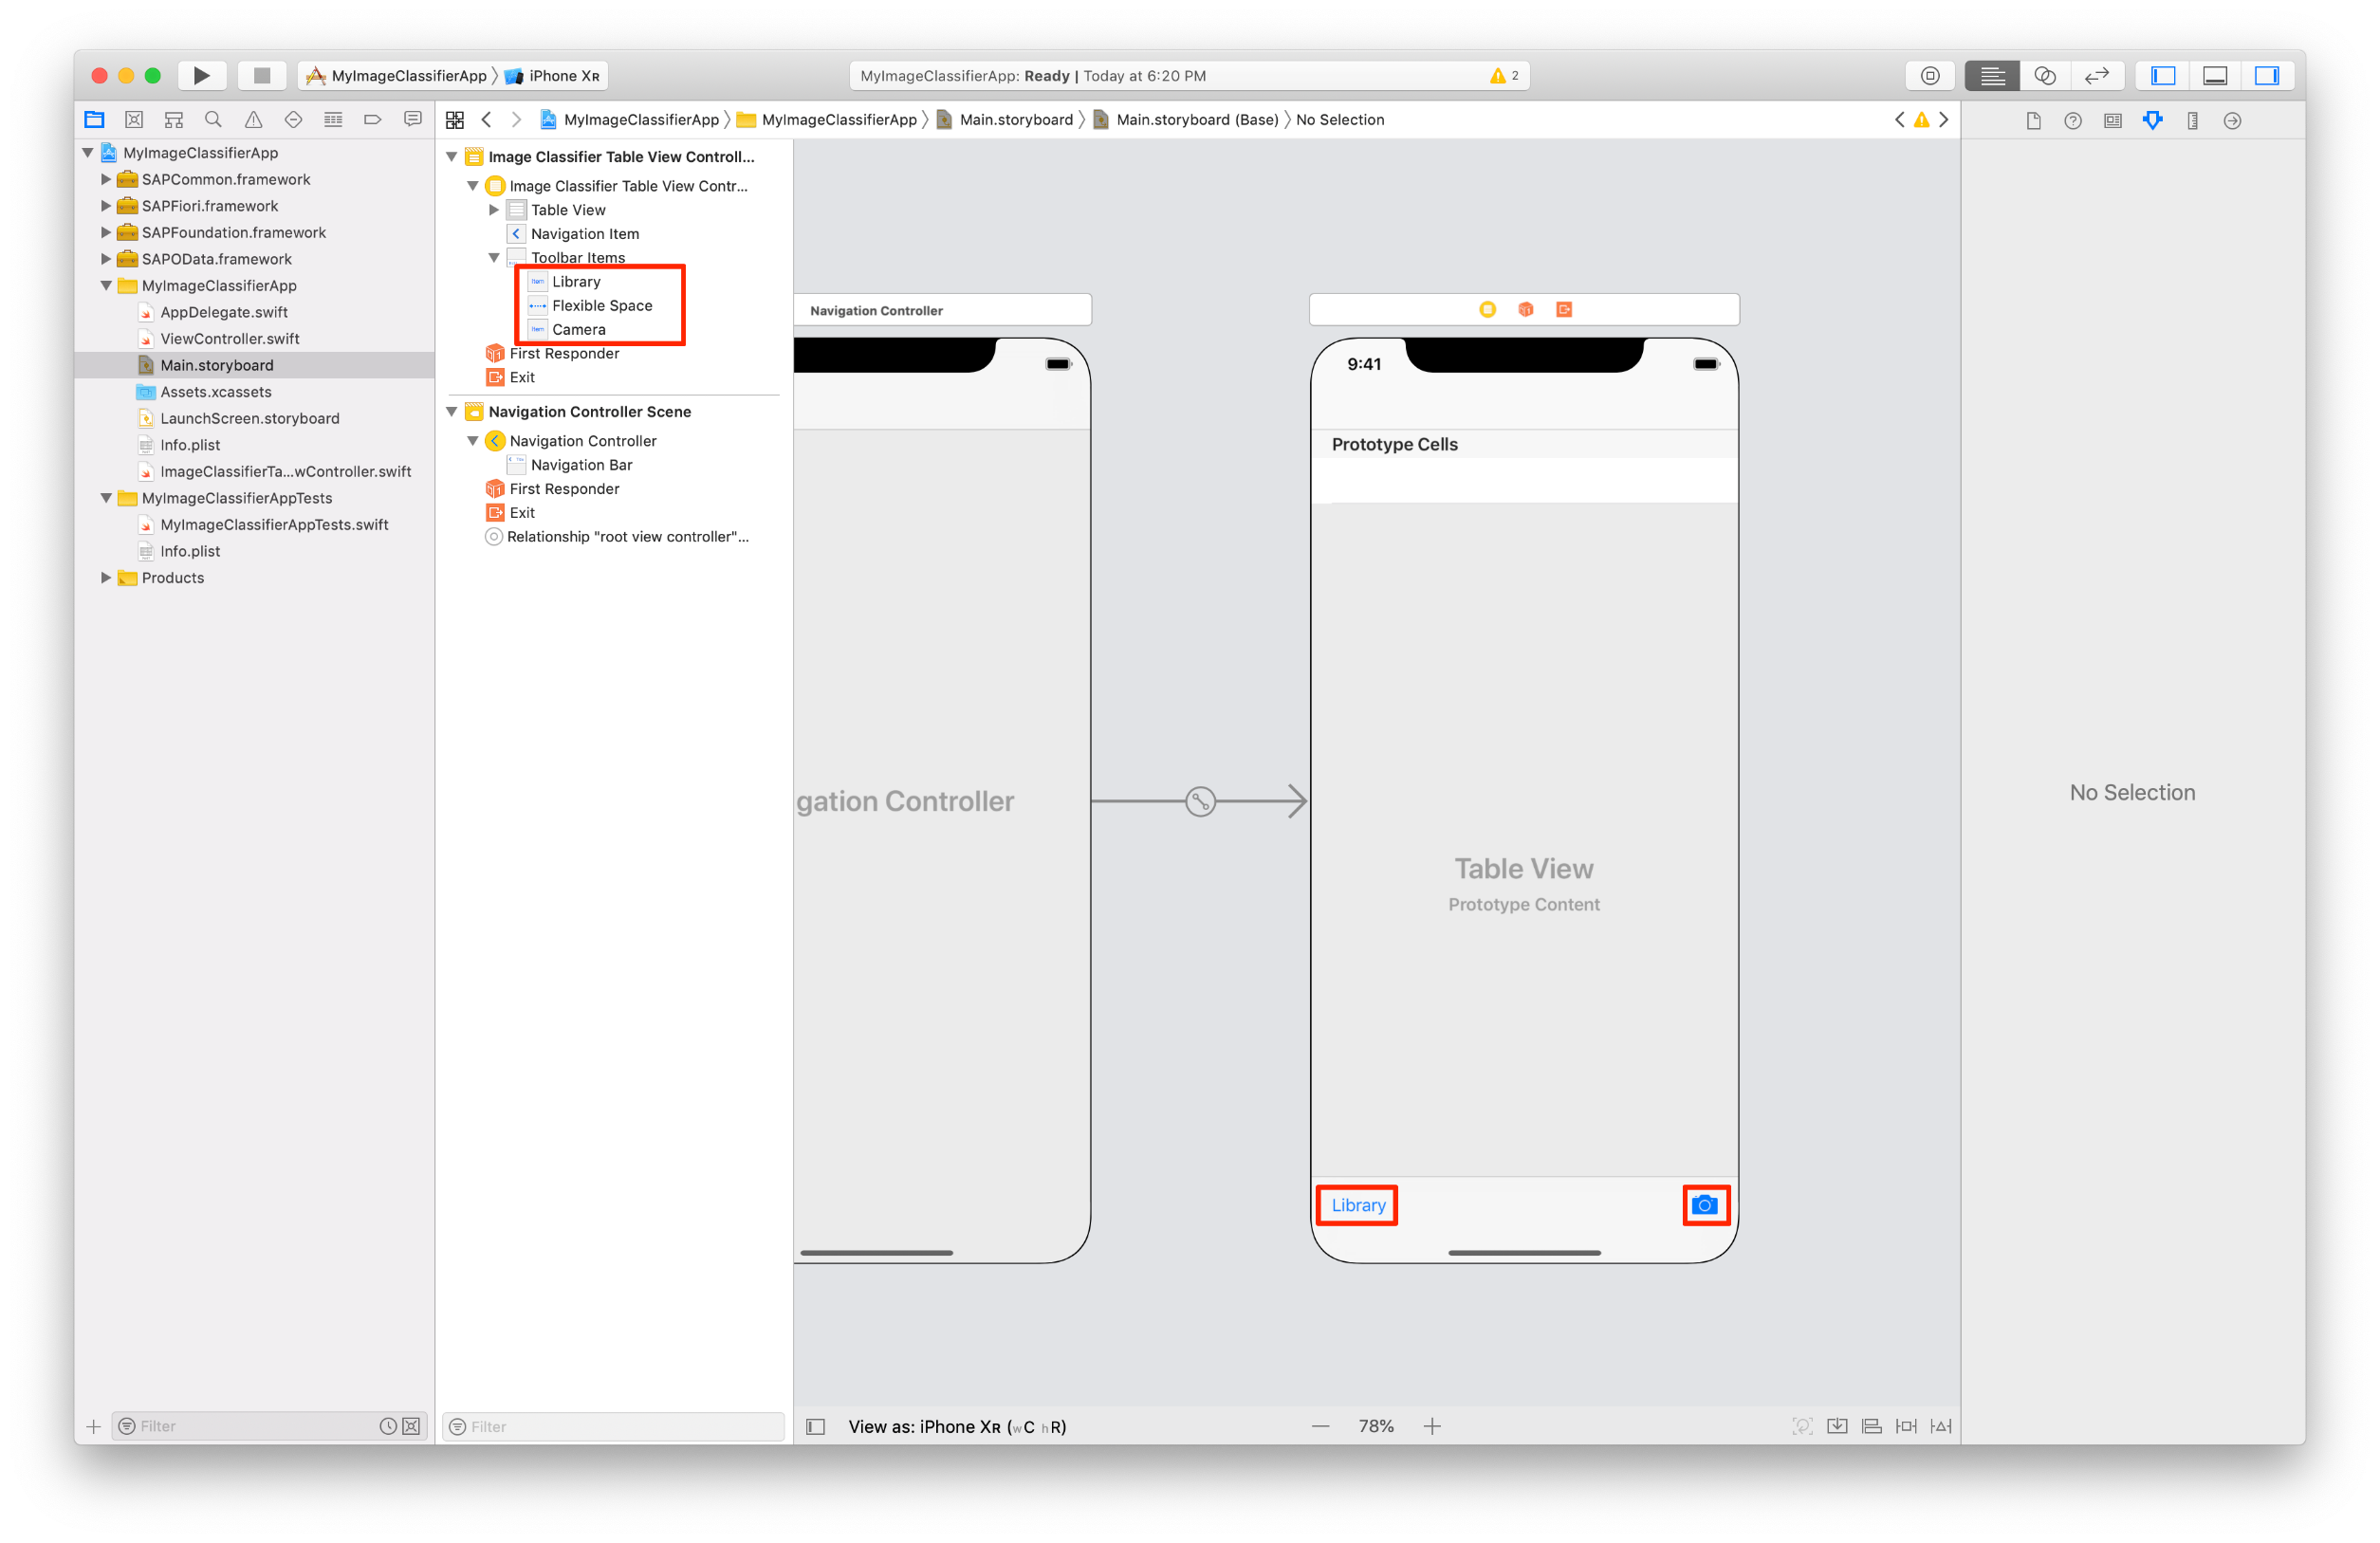 MyImageClassifierApp
iPhone XR
MyImageClassifierApp: Ready | Today at 6:20 PM
2
MyImageClassifierApp
MyImageClassifierApp
Main.storyboard
Main.storyboard (Base)
No Selection
MyImageClassifierApp
SAPCommon.framework
SAPFiori.framework
SAPFoundation.framework
SAPOData.framework
MyImageClassifierApp
AppDelegate.swift
ViewController.swift
Main.storyboard
Assets.xcassets
LaunchScreen.storyboard
Info.plist
ImageClassifierTa...wController.swift
MyImageClassifierAppTests
MyImageClassifierAppTests.swift
Info.plist
Products
Filter
Image Classifier Table View Controll...
Image Classifier Table View Contr...
Table View
Navigation Item
Toolbar Items
Library
Flexible Space
Camera
First Responder
Exit
Navigation Controller Scene
Navigation Controller
Navigation Bar
First Responder
Exit
Relationship "root view controller"...
Filter
Navigation Controller
gation Controller
9:41
Prototype Cells
Table View
Prototype Content
Library
View as: iPhone XR (wC hR)
78%
No Selection